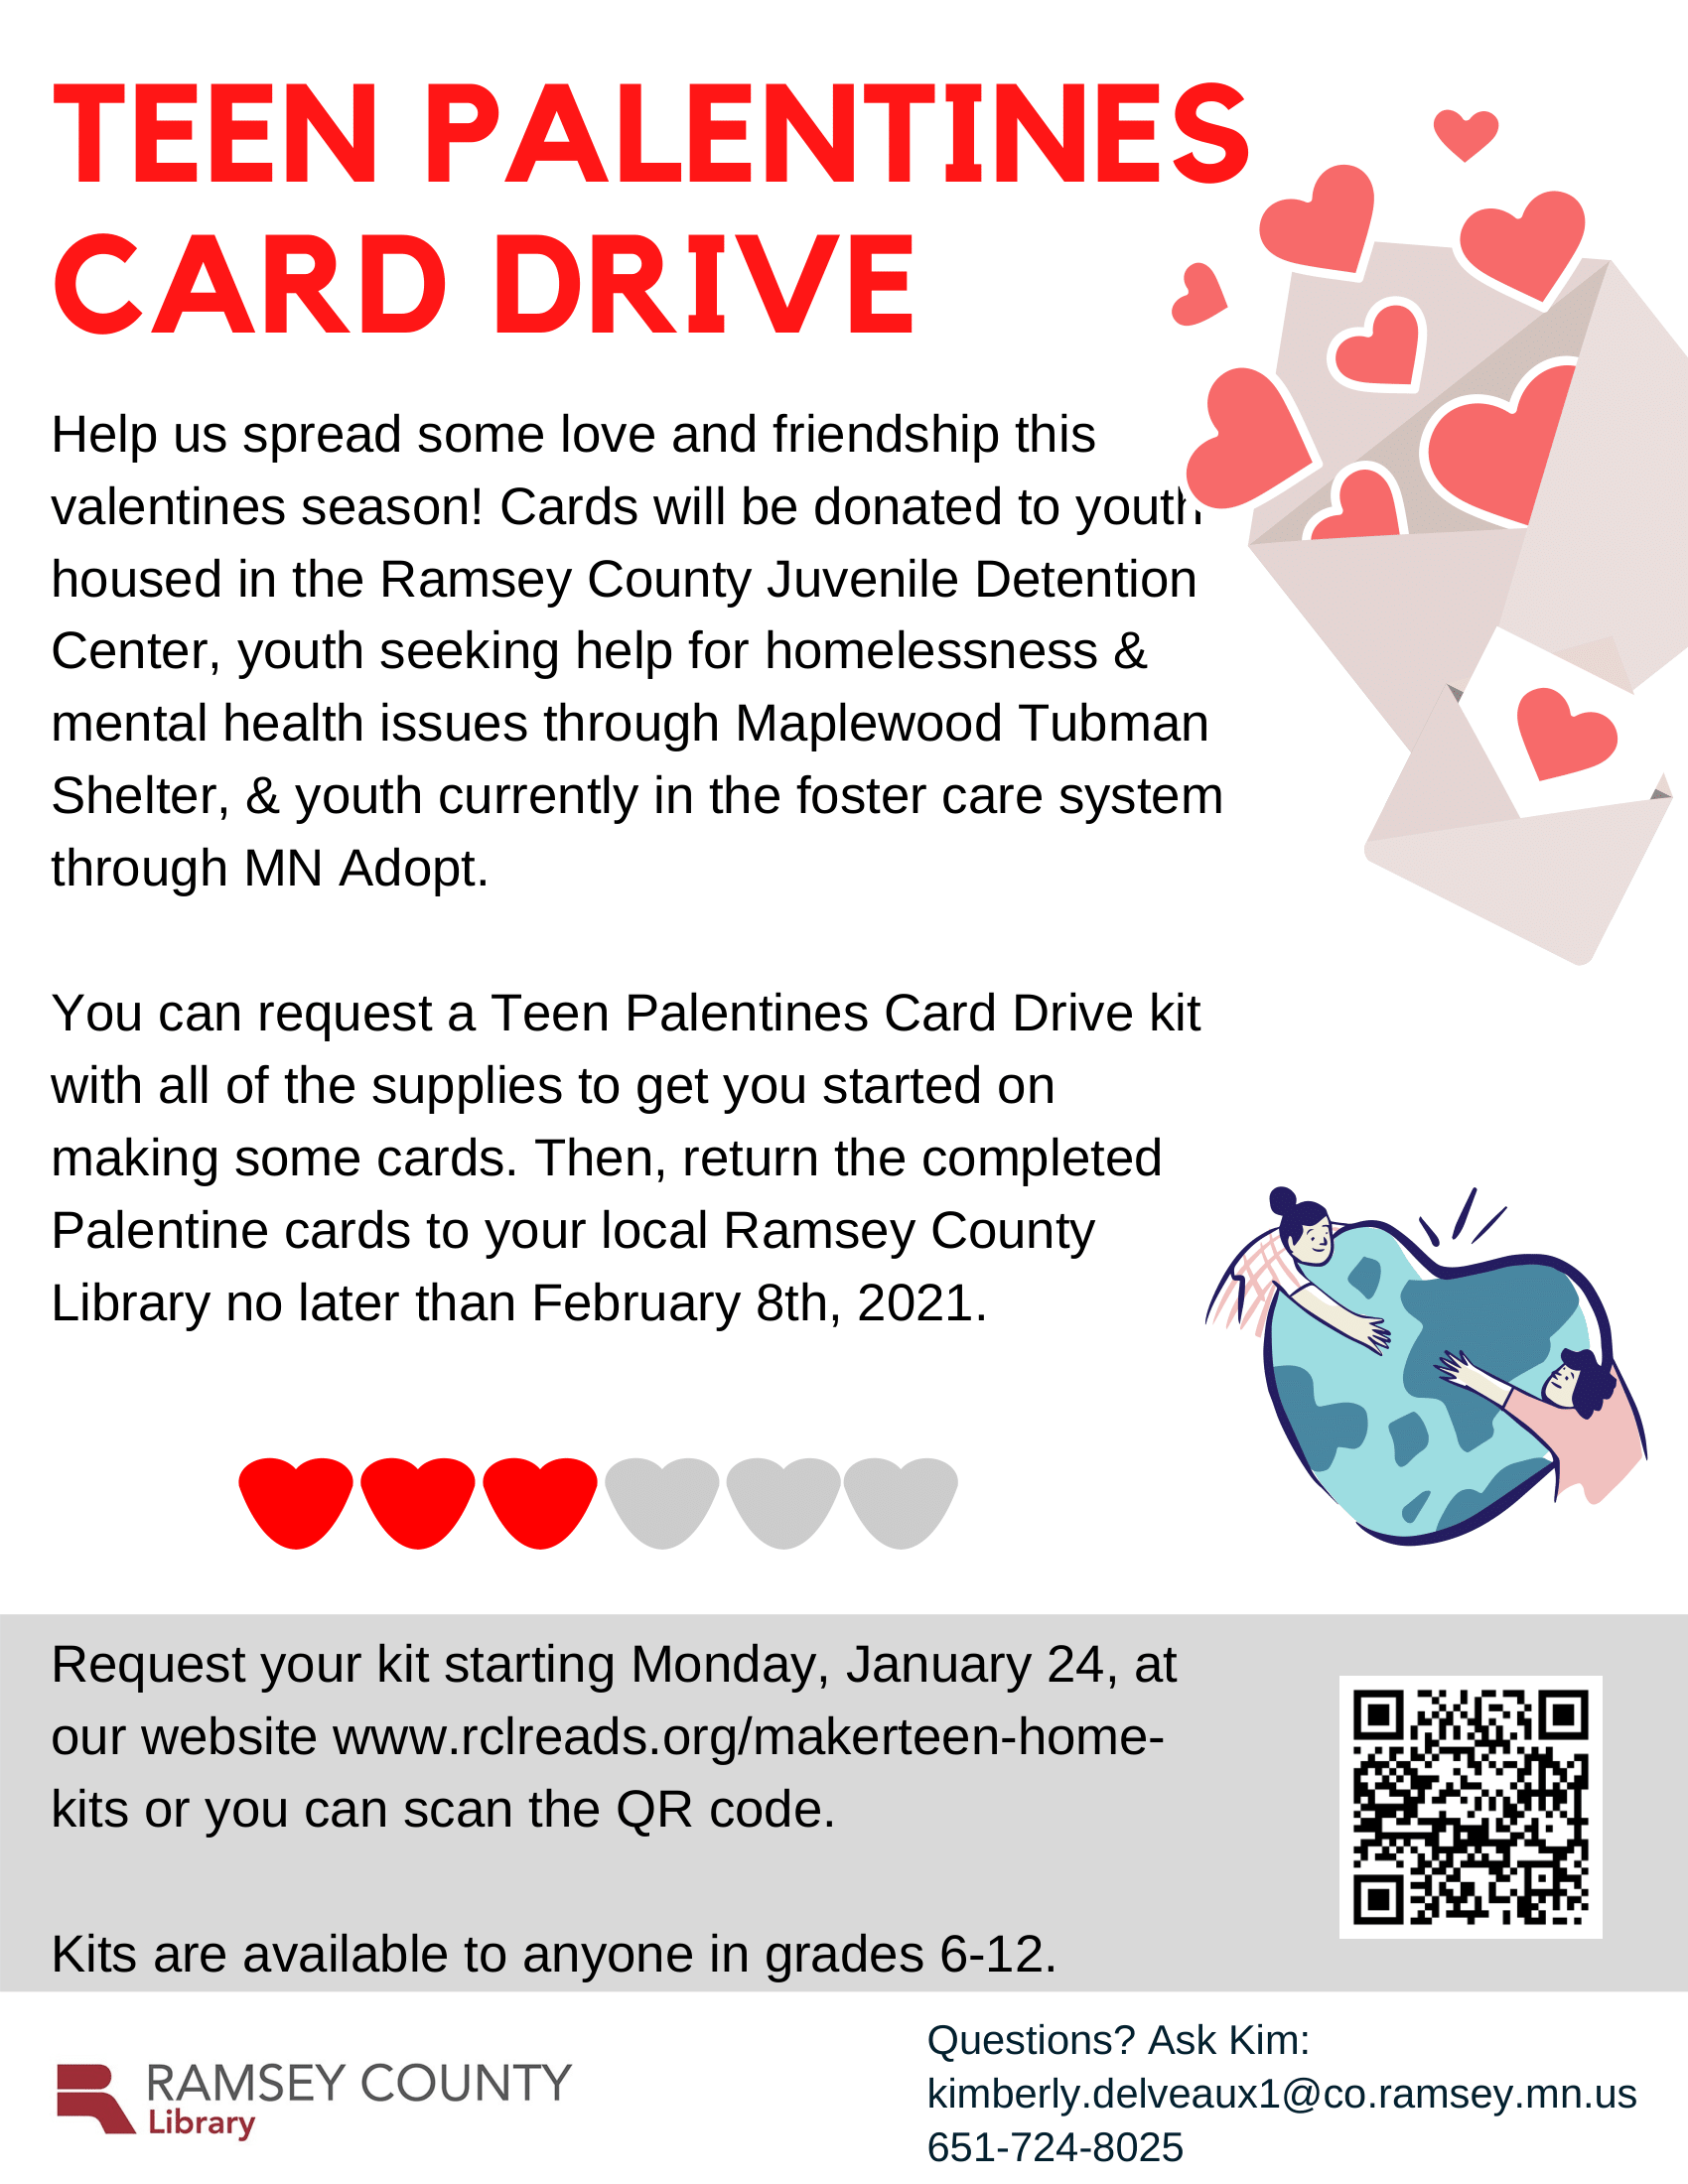 TEEN PALENTINES
CARD DRIVE
Help us spread some love and friendship this
valentines season! Cards will be donated to youth
housed in the Ramsey County Juvenile Detention
Center, youth seeking help for homelessness &
mental health issues through Maplewood Tubman
Shelter, & youth currently in the foster care system
through MN Adopt.
You can request a Teen Palentines Card Drive kit
with all of the supplies to get you started on
making some cards. Then, return the completed
Palentine cards to your local Ramsey County
Library no later than February 8th, 2021.
Request your kit starting Monday, January 24, at
our website www.rclreads.org/makerteen-home-
kits or you can scan the QR code.
Kits are available to anyone in grades 6-12.
RAMSEY COUNTY
Library
Questions? Ask Kim:
kimberly.delveaux1@co.ramsey.mn.us
651-724-8025